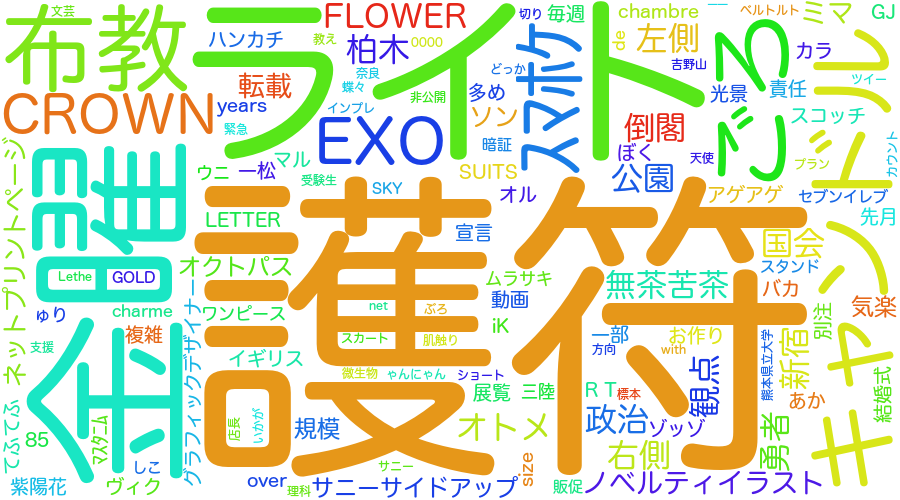 文芸
布教
ライト
ハンカチ
FLOWER
柏木
教え
0000
切り
毎週
chambre
de
左側
ベルトルト
ミマ
GJ
カラ
吉野山
転載
奈良
蝶々
CROWN
years
インプレ
非公開
緊急
EXO
多め
どっか
スマホケ
ソン
暗証
倒閣
ぼく
天使
光景
責任
スコッチ
ツイー
カウント
ごろ
プラン
キャンドル
金曜
護符
ウニ
一松
マル
受験生
SKY
SUITS
オル
公園
アゲアゲ
セブンイレブ
先月
LETTER
宣言
国会
ネットプリントページ
Lethe
GOLD
オクトパス
ムラサキ
無茶苦茶
スタンド
バカ
ゅり
charme
ワンピース
net
ぶろ
動画
iK
別注
気楽
支援
複雑
グラフィックデザイナー
イギリス
スカート
肌触り
一部
方向
お作り
with
観点
熊本県立大学
新宿
結婚式
微生物
ゃんにゃん
ショート
展覧
三陸
RT
標本
あか
てふてふ
85
マスタニム
店長
いかが
規模
オトメ
政治
ゾッゾ
勇者
紫陽花
ヴィク
しこ
over
理科
サニー
サニーサイドアップ
size
販促
右側
ノベルティイラスト